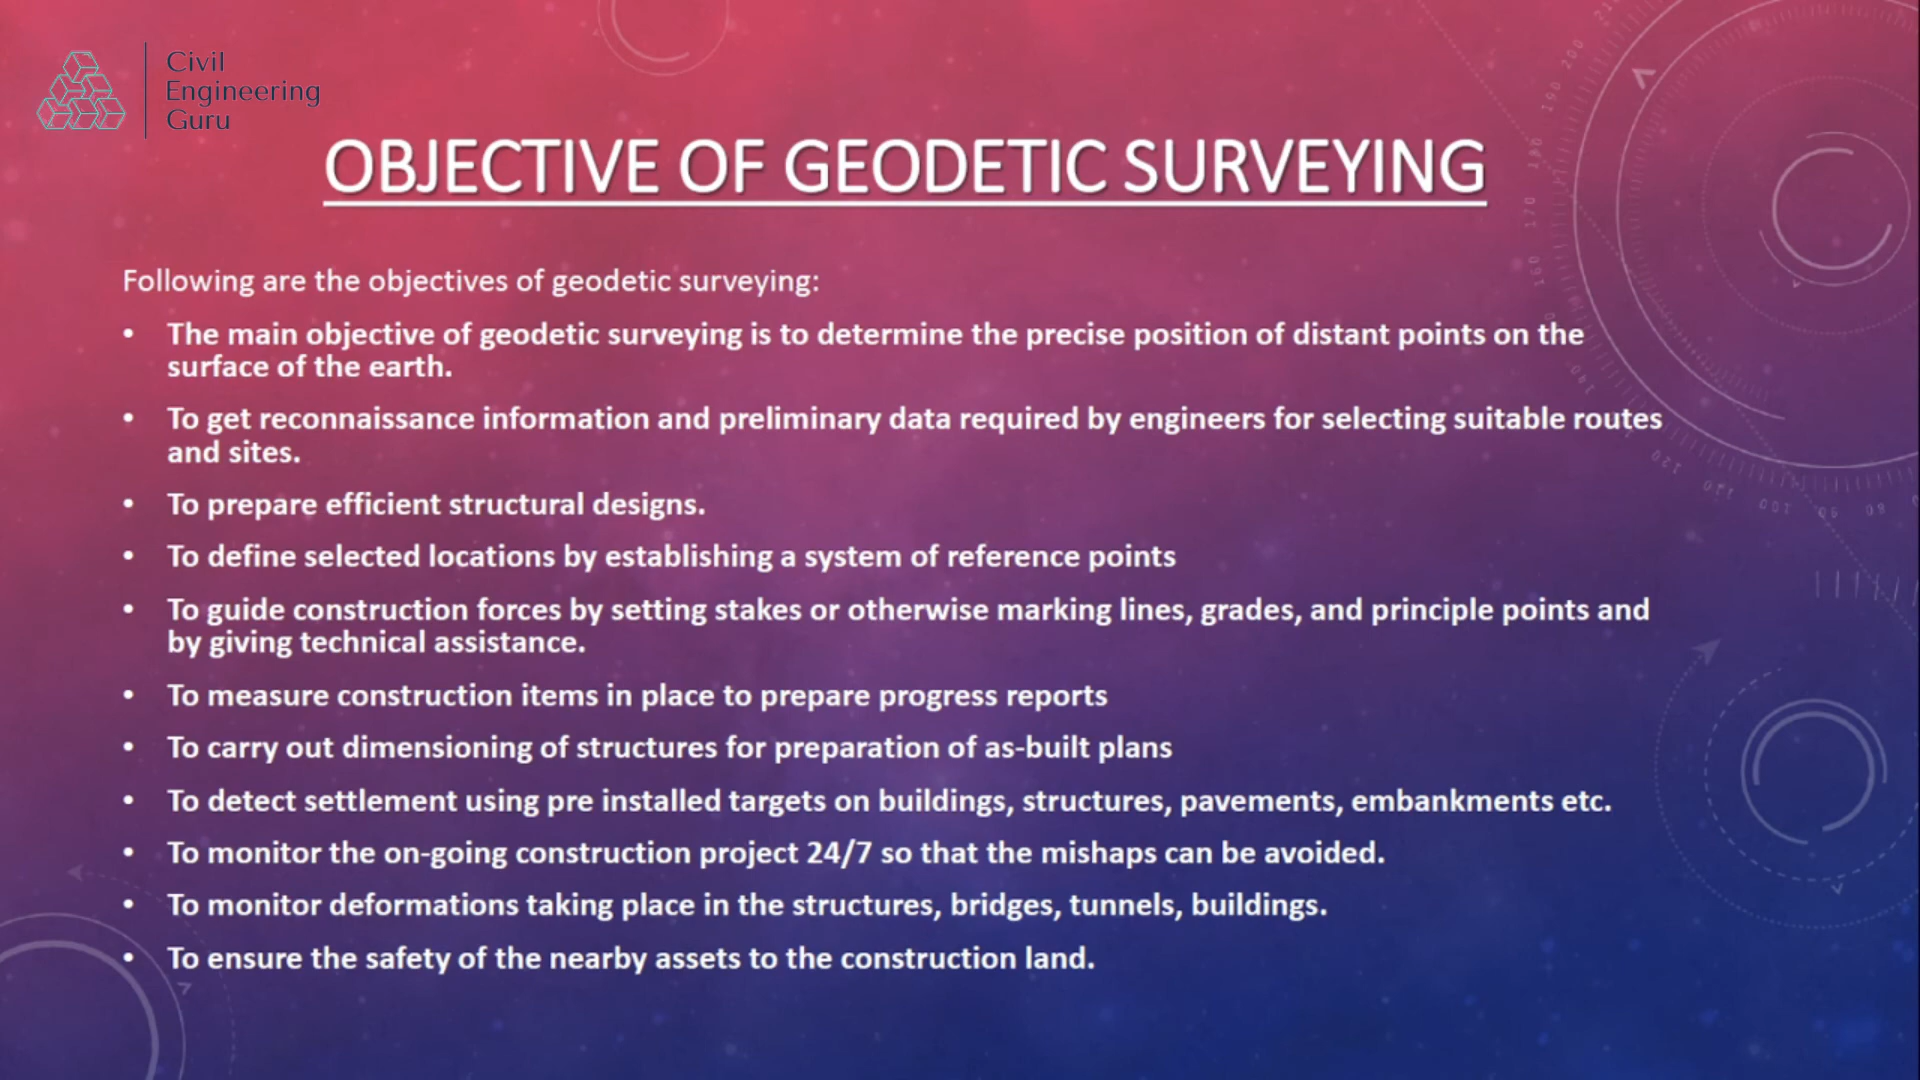 Civil
Engineering
Guru
OBJECTIVE OF GEODETIC SURVEYING
Following are the objectives of geodetic surveying:
• The main objective of geodetic surveying is to determine the precise position of distant points on the
surface of the earth.
• To get reconnaissance information and preliminary data required by engineers for selecting suitable routes
and sites.
• To prepare efficient structural designs.
• To define selected locations by establishing a system of reference points
• To guide construction forces by setting stakes or otherwise marking lines, grades, and principle points and
by giving technical assistance.
• To measure construction items in place to prepare progress reports
• To carry out dimensioning of structures for preparation of as-built plans
• To detect settlement using pre installed targets on buildings, structures, pavements, embankments etc.
• To monitor the on-going construction project 24/7 so that the mishaps can be avoided.
• To monitor deformations taking place in the structures, bridges, tunnels, buildings.
• To ensure the safety of the nearby assets to the construction land.